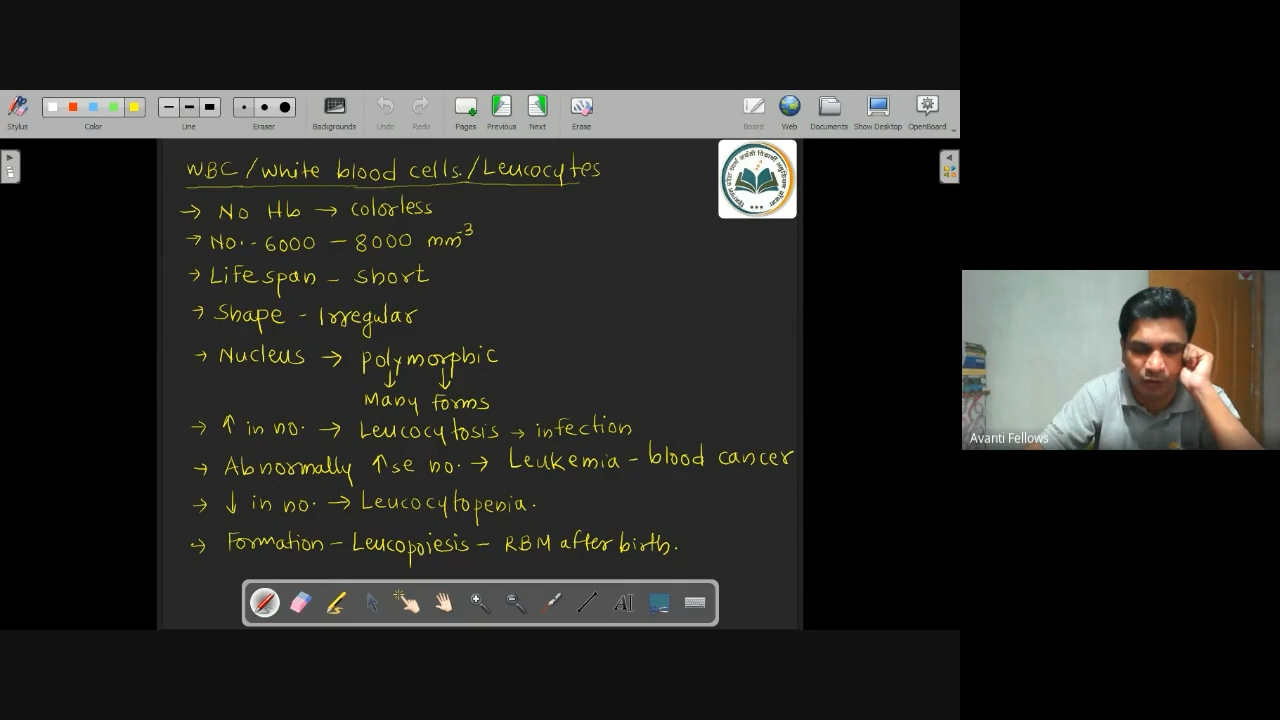 Stylus Color Line Eraser Backgrounds Undo Redo Pages Previous Next Erase Board Web Documents Show Desktop OpenBoard
WBC/White blood cells./Leucocytes
→ No Hb → colorless
→ No.- 6000 - 8000 mm⁻³
→ Lifespan - short
→ Shape - Irregular
→ Nucleus → polymorphic
↓ ↓
Many forms
→ ↑ in no. → Leucocytosis → infection
→ Abnormally ↑se no. → Leukemia - blood cancer
→ ↓ in no. → Leucocytopenia.
→ Formation - Leucopoiesis - RBM after birth.
AI
Avanti Fellows